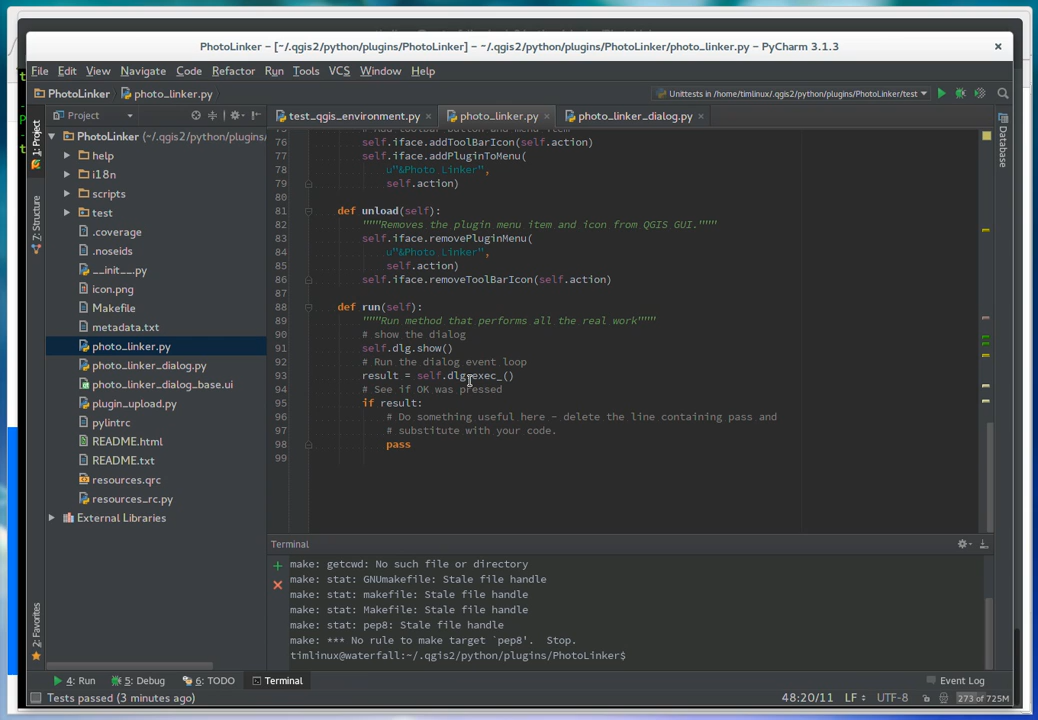 PhotoLinker – [~/.qgis2/python/plugins/PhotoLinker] – ~/.qgis2/python/plugins/PhotoLinker/photo_linker.py – PyCharm 3.1.3
File Edit View Navigate Code Refactor Run Tools VCS Window Help
PhotoLinker photo_linker.py Unittests in /home/timlinux/.qgis2/python/plugins/PhotoLinker/test
1: Project
Project
test_qgis_environment.py photo_linker.py photo_linker_dialog.py
Database
7: Structure
2: Favorites
PhotoLinker (~/.qgis2/python/plugins
help
i18n
scripts
test
.coverage
.noseids
__init__.py
icon.png
Makefile
metadata.txt
photo_linker.py
photo_linker_dialog.py
photo_linker_dialog_base.ui
plugin_upload.py
pylintrc
README.html
README.txt
resources.qrc
resources_rc.py
External Libraries
75 # Add toolbar button and menu item
76 self.iface.addToolBarIcon(self.action)
77 self.iface.addPluginToMenu(
78 u"&Photo Linker",
79 self.action)
80
81 def unload(self):
82 """Removes the plugin menu item and icon from QGIS GUI."""
83 self.iface.removePluginMenu(
84 u"&Photo Linker",
85 self.action)
86 self.iface.removeToolBarIcon(self.action)
87
88 def run(self):
89 """Run method that performs all the real work"""
90 # show the dialog
91 self.dlg.show()
92 # Run the dialog event loop
93 result = self.dlg.exec_()
94 # See if OK was pressed
95 if result:
96 # Do something useful here - delete the line containing pass and
97 # substitute with your code.
98 pass
99
Terminal
make: getcwd: No such file or directory
make: stat: GNUmakefile: Stale file handle
make: stat: makefile: Stale file handle
make: stat: Makefile: Stale file handle
make: stat: pep8: Stale file handle
make: *** No rule to make target `pep8'.  Stop.
timlinux@waterfall:~/.qgis2/python/plugins/PhotoLinker$
4: Run 5: Debug 6: TODO Terminal Event Log
Tests passed (3 minutes ago) 48:20/11 LF UTF-8 273 of 725M